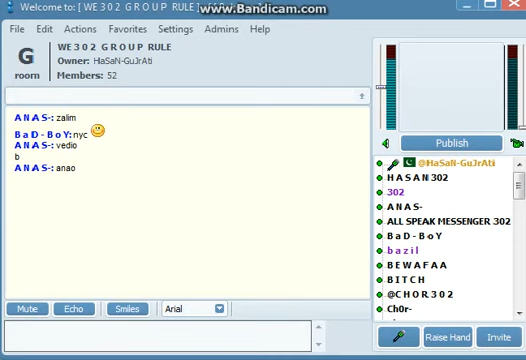 Welcome to: [ WE 3 0 2 G R O U P R U L E ]
www.Bandicam.com
File Edit Actions Favorites Settings Admins Help
G
room
WE 3 0 2 G R O U P RULE
Owner: HaSaN-GuJrAti
Members: 52
A N A S-: zalim
B a D - B o Y: nyc
A N A S-: vedio
b
A N A S-: anao
Mute Echo Smiles Arial
Publish
@HaSaN-GuJrAti
H A S A N 302
302
A N A S-
ALL SPEAK MESSENGER 302
B a D - B o Y
b a z i l
B E W A F A A
B I T C H
@C H O R 3 0 2
Ch0r-
Raise Hand Invite